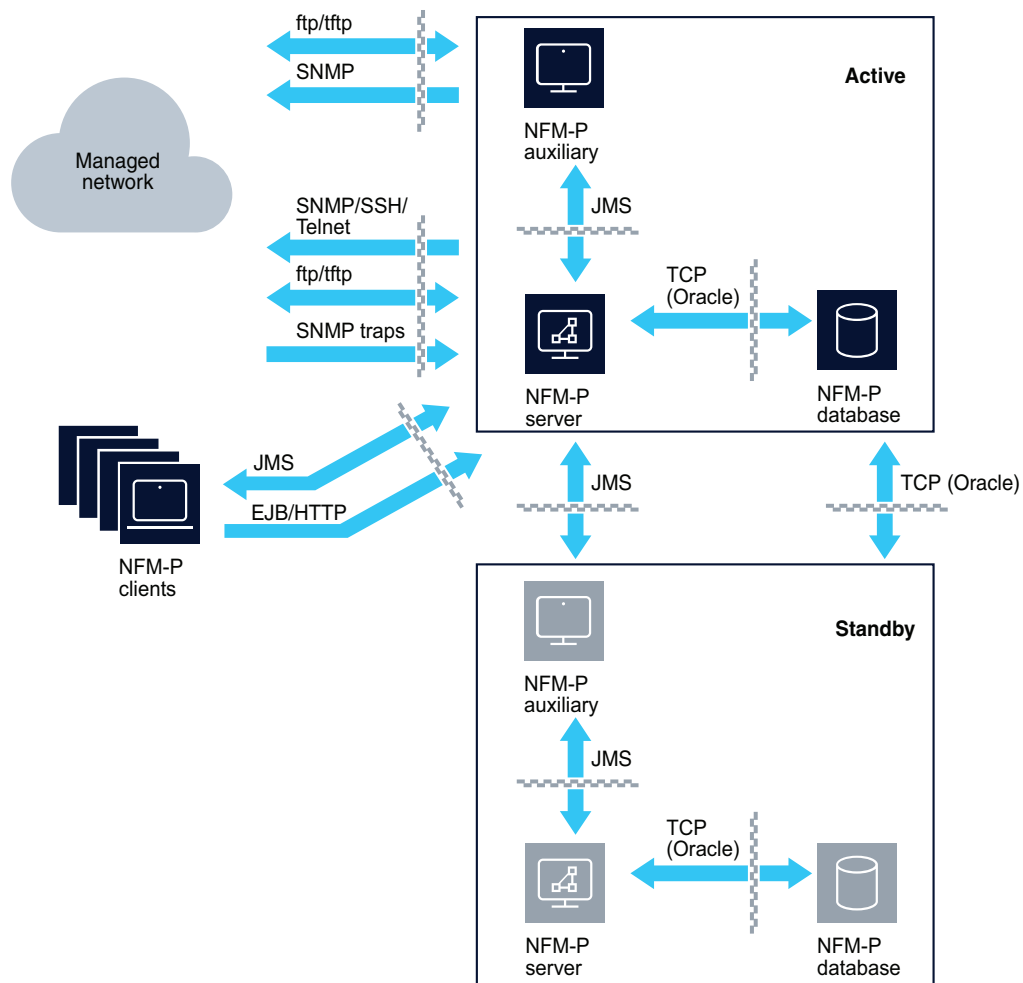 ftp/tftp
SNMP
Active
NFM-P
auxiliary
Managed
network
SNMP/SSH/
Telnet
JMS
ftp/tftp
TCP
(Oracle)
SNMP traps
NFM-P
server
NFM-P
database
JMS
EJB/HTTP
NFM-P
clients
JMS
TCP (Oracle)
Standby
NFM-P
auxiliary
JMS
TCP
(Oracle)
NFM-P
server
NFM-P
database